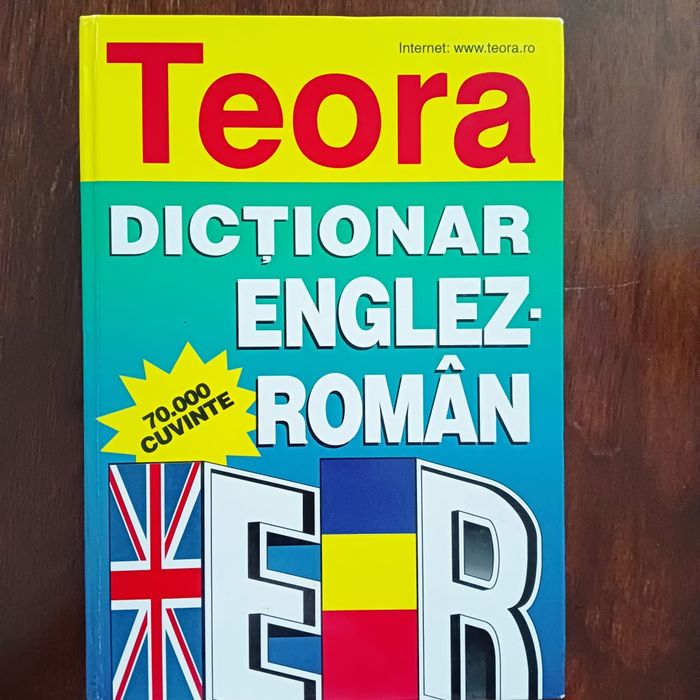 Internet: www.teora.ro
Teora
DICȚIONAR
ENGLEZ-
ROMÂN
70.000
CUVINTE
E R